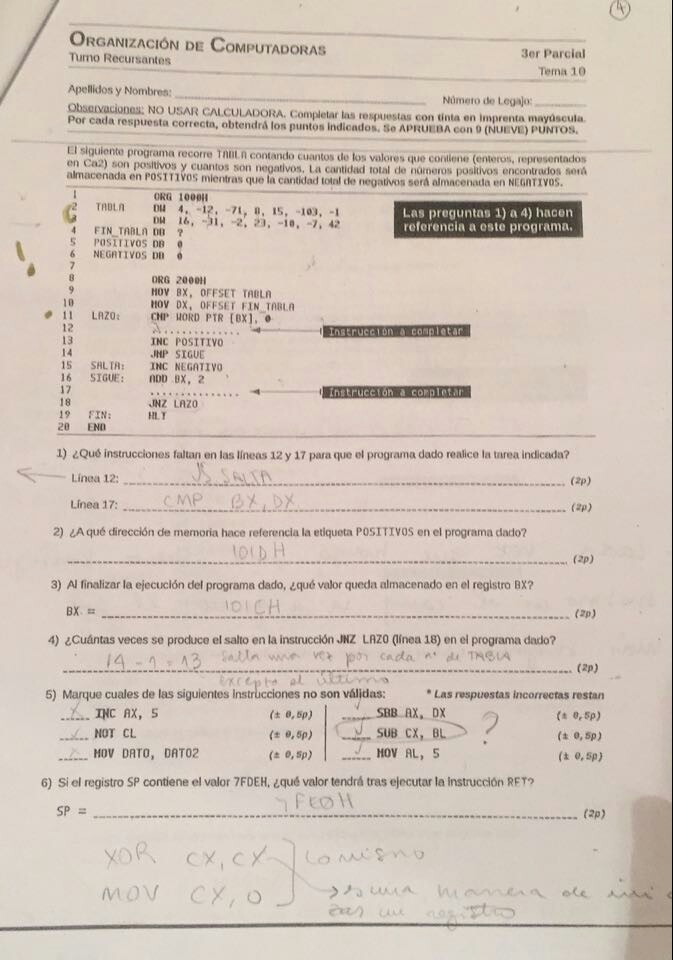 4
ORGANIZACIÓN DE COMPUTADORAS
3er Parcial
Turno Recursantes
Tema 10
Apellidos y Nombres:
Número de Legajo:
Observaciones: NO USAR CALCULADORA. Completar las respuestas con tinta en imprenta mayúscula.
Por cada respuesta correcta, obtendrá los puntos indicados. Se APRUEBA con 9 (NUEVE) PUNTOS.
El siguiente programa recorre TABLA contando cuantos de los valores que contiene (enteros, representados
en Ca2) son positivos y cuantos son negativos. La cantidad total de números positivos encontrados será
almacenada en POSITIVOS mientras que la cantidad total de negativos será almacenada en NEGATIVOS.
1 ORG 1000H
2 TABLA DW 4, -12, -71, 8, 15, -103, -1
DW 16, -31, -2, 23, -10, -7, 42
4 FIN_TABLA DB ?
5 POSITIVOS DB 0
6 NEGATIVOS DB 0
7
8 ORG 2000H
9 MOV BX, OFFSET TABLA
10 MOV DX, OFFSET FIN_TABLA
11 LAZO: CMP WORD PTR [BX], 0
12 .............. Instrucción a completar
13 INC POSITIVO
14 JMP SIGUE
15 SALTA: INC NEGATIVO
16 SIGUE: ADD BX, 2
17 .............. Instrucción a completar
18 JNZ LAZO
19 FIN: HLT
20 END
Las preguntas 1) a 4) hacen
referencia a este programa.
1) ¿Qué instrucciones faltan en las líneas 12 y 17 para que el programa dado realice la tarea indicada?
Línea 12: JS SALTA (2p)
Línea 17: CMP BX, DX (2p)
2) ¿A qué dirección de memoria hace referencia la etiqueta POSITIVOS en el programa dado?
101DH (2p)
3) Al finalizar la ejecución del programa dado, ¿qué valor queda almacenado en el registro BX?
BX = 101CH (2p)
4) ¿Cuántas veces se produce el salto en la instrucción JNZ LAZO (línea 18) en el programa dado?
14 - 1 = 13 Salta una vez por cada n° de TABLA (2p)
excepto el último
5) Marque cuales de las siguientes instrucciones no son válidas: * Las respuestas incorrectas restan
X INC AX, 5 (± 0,5p) ✓ SBB AX, DX (± 0,5p)
NOT CL (± 0,5p) ✓ SUB CX, BL ? (± 0,5p)
X MOV DATO, DATO2 (± 0,5p) ✓ MOV AL, 5 (± 0,5p)
6) Si el registro SP contiene el valor 7FDEH, ¿qué valor tendrá tras ejecutar la instrucción RET?
SP = 7FE0H (2p)
XOR CX, CX lo mismo
MOV CX, 0 → es una manera de
un registro